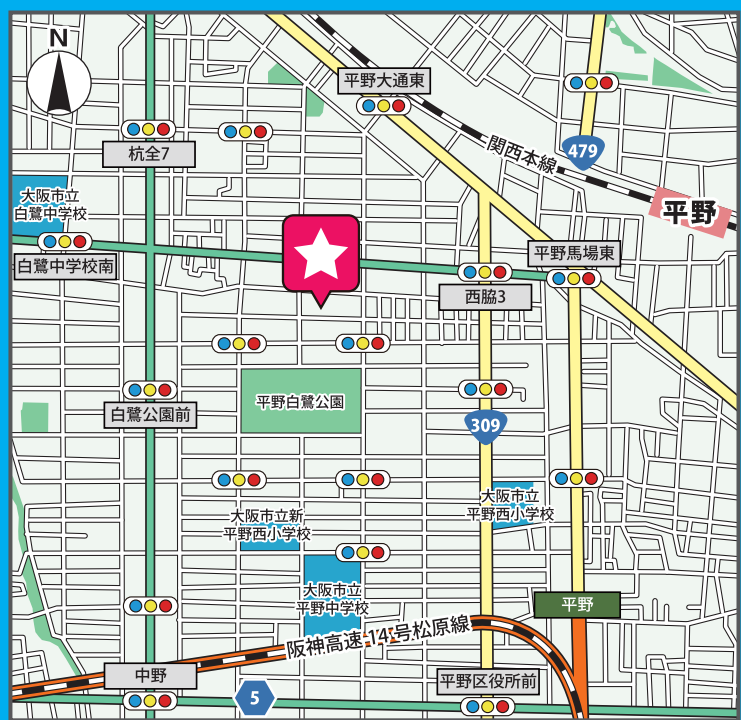 N
平野大通東
479
関西本線
杭全7
大阪市立
白鷺中学校
平野
白鷺中学校南
平野馬場東
西脇3
平野白鷺公園
白鷺公園前
309
大阪市立
平野西小学校
大阪市立新
平野西小学校
大阪市立
平野中学校
平野
阪神高速 14号松原線
中野
平野区役所前
5